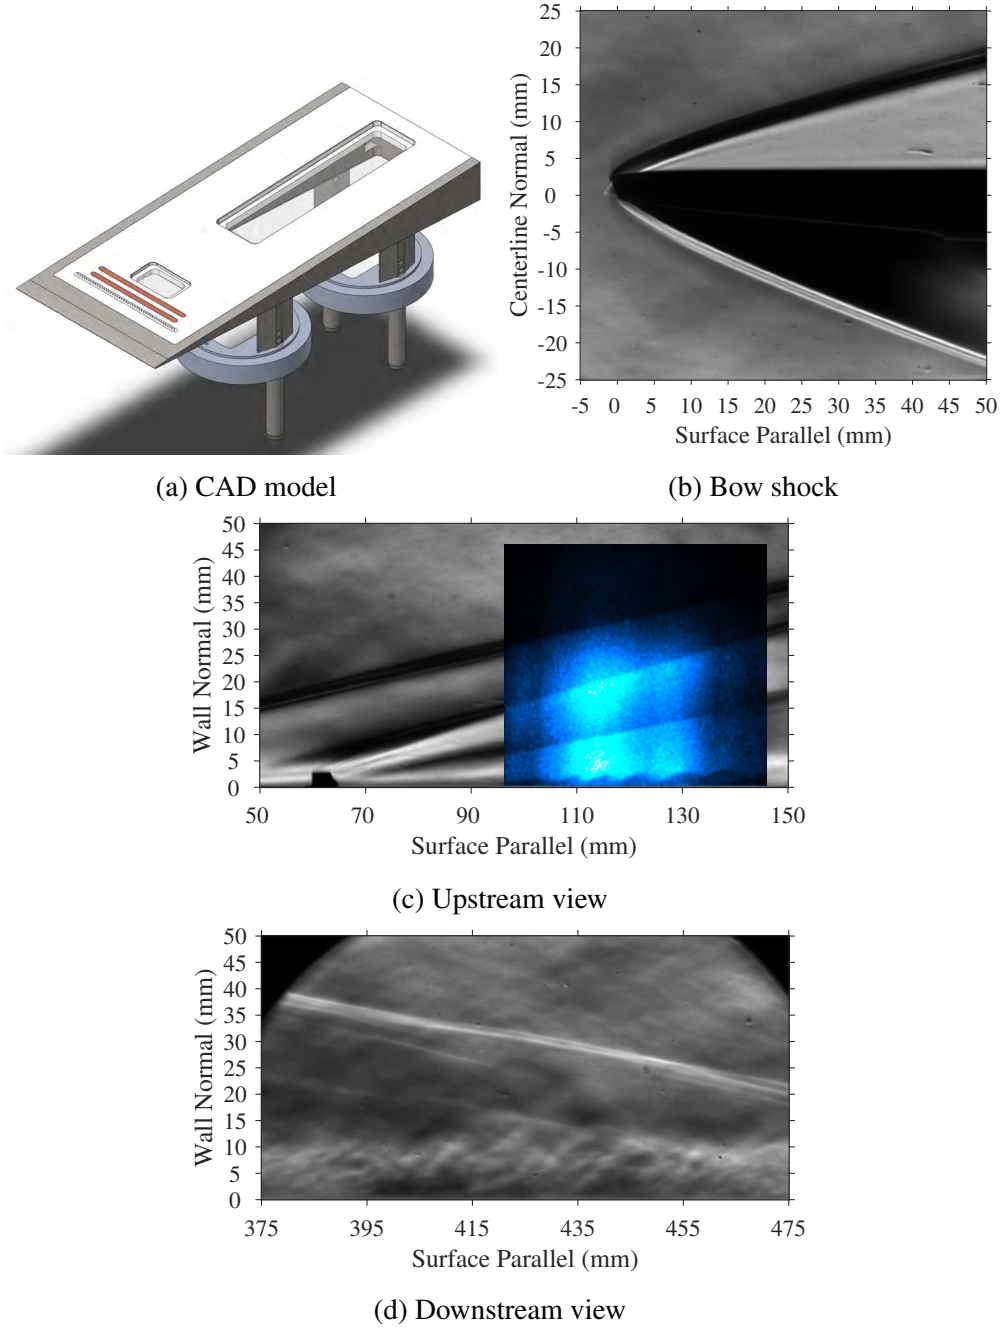 25
20
15
10
5
0
-5
-10
-15
-20
-25
Centerline Normal (mm)
-5 0 5 10 15 20 25 30 35 40 45 50
Surface Parallel (mm)
(a) CAD model
(b) Bow shock
50
45
40
35
30
25
20
15
10
5
0
Wall Normal (mm)
50 70 90 110 130 150
Surface Parallel (mm)
(c) Upstream view
50
45
40
35
30
25
20
15
10
5
0
Wall Normal (mm)
375 395 415 435 455 475
Surface Parallel (mm)
(d) Downstream view